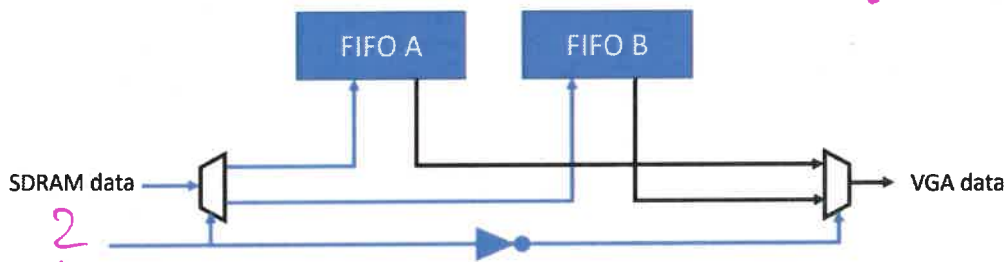 FIFO A
FIFO B
SDRAM data
VGA data
2